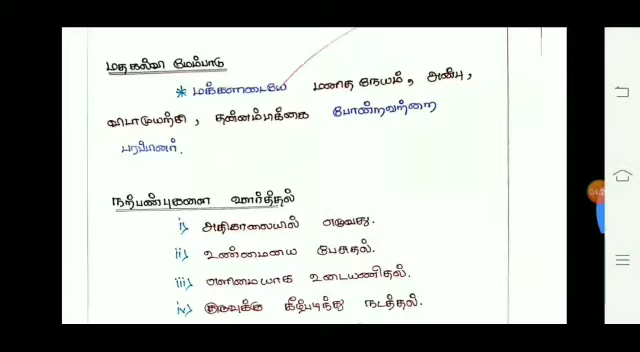 மதகல்வி மேம்பாடு
* மக்களிடையே மனித நேயம், அன்பு,
விடாமுயற்சி, தன்னம்பிக்கை போன்றவற்றை
பரப்பினர்.
நற்பண்புகளை ஊர்தித்தல்
i) அதிகாலையில் எழுவது.
ii) உண்மையை பேசுதல்.
iii) எளிமையாக உடையணிதல்.
iv) குருவுக்கு கீழ்படிந்து நடத்தல்.